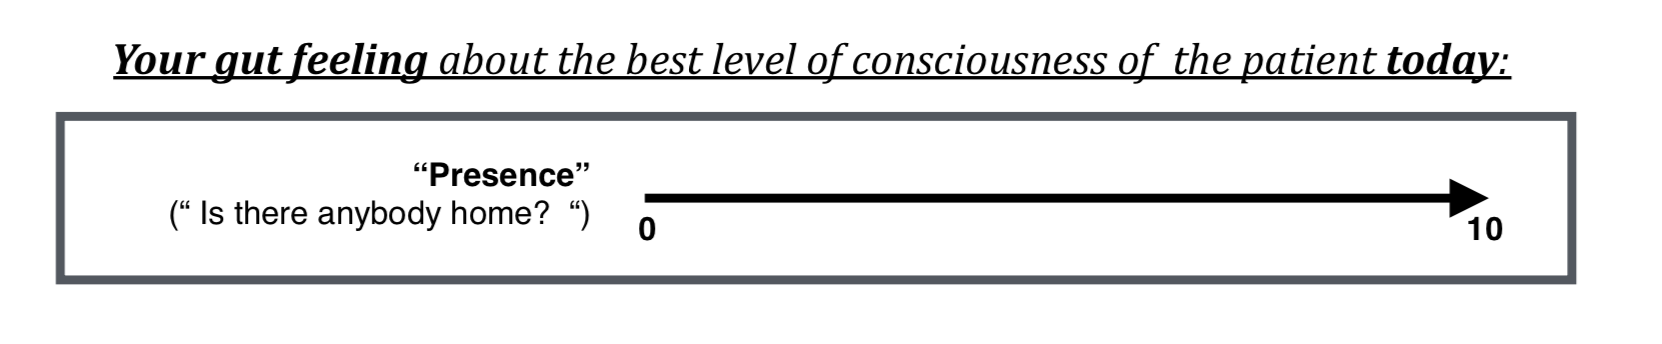 Your gut feeling about the best level of consciousness of the patient today:
“Presence”
(“ Is there anybody home? “)
0 10